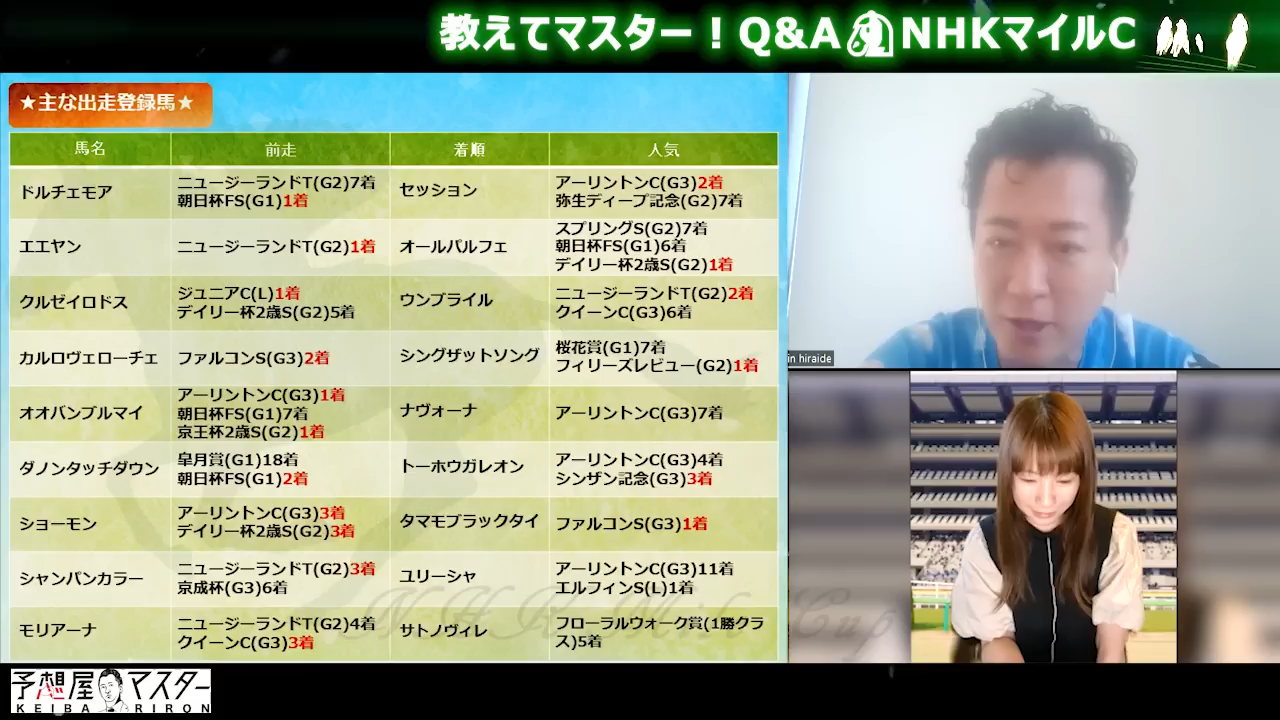 教えてマスター！Q&A NHKマイルC
★主な出走登録馬★
馬名 前走 着順 人気
ドルチェモア
ニュージーランドT(G2)7着
朝日杯FS(G1)1着
セッション
アーリントンC(G3)2着
弥生ディープ記念(G2)7着
エエヤン
ニュージーランドT(G2)1着
オールパルフェ
スプリングS(G2)7着
朝日杯FS(G1)6着
デイリー杯2歳S(G2)1着
クルゼイロドス
ジュニアC(L)1着
デイリー杯2歳S(G2)5着
ウンブライル
ニュージーランドT(G2)2着
クイーンC(G3)6着
カルロヴェローチェ
ファルコンS(G3)2着
シングザットソング
桜花賞(G1)7着
フィリーズレビュー(G2)1着
オオバンブルマイ
アーリントンC(G3)1着
朝日杯FS(G1)7着
京王杯2歳S(G2)1着
ナヴォーナ
アーリントンC(G3)7着
ダノンタッチダウン
皐月賞(G1)18着
朝日杯FS(G1)2着
トーホウガレオン
アーリントンC(G3)4着
シンザン記念(G3)3着
ショーモン
アーリントンC(G3)3着
デイリー杯2歳S(G2)3着
タマモブラックタイ
ファルコンS(G3)1着
シャンパンカラー
ニュージーランドT(G2)3着
京成杯(G3)6着
ユリーシャ
アーリントンC(G3)11着
エルフィンS(L)1着
モリアーナ
ニュージーランドT(G2)4着
クイーンC(G3)3着
サトノヴィレ
フローラルウォーク賞(1勝クラ
ス)5着
NHK Mile Cup
in hiraide
予想屋マスター
KEIBA RIRON